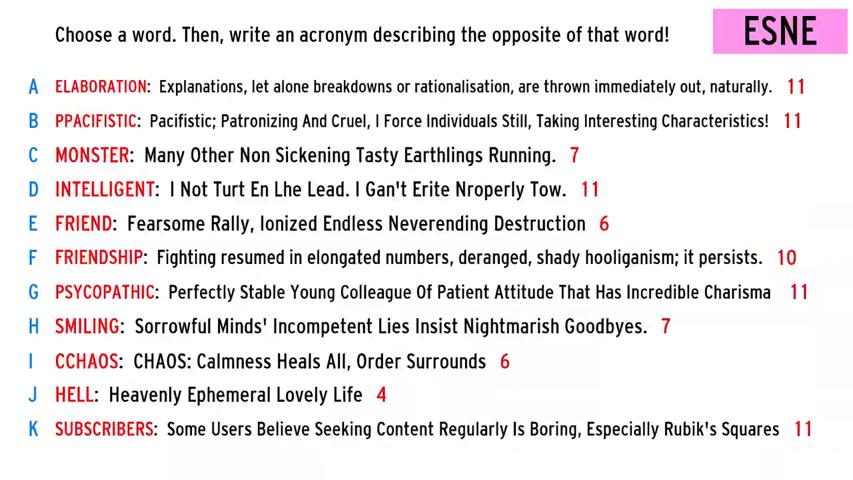 Choose a word. Then, write an acronym describing the opposite of that word!
ESNE
A ELABORATION: Explanations, let alone breakdowns or rationalisation, are thrown immediately out, naturally. 11
B PPACIFISTIC: Pacifistic; Patronizing And Cruel, I Force Individuals Still, Taking Interesting Characteristics! 11
C MONSTER: Many Other Non Sickening Tasty Earthlings Running. 7
D INTELLIGENT: I Not Turt En Lhe Lead. I Gan't Erite Nroperly Tow. 11
E FRIEND: Fearsome Rally, Ionized Endless Neverending Destruction 6
F FRIENDSHIP: Fighting resumed in elongated numbers, deranged, shady hooliganism; it persists. 10
G PSYCOPATHIC: Perfectly Stable Young Colleague Of Patient Attitude That Has Incredible Charisma 11
H SMILING: Sorrowful Minds' Incompetent Lies Insist Nightmarish Goodbyes. 7
I CCHAOS: CHAOS: Calmness Heals All, Order Surrounds 6
J HELL: Heavenly Ephemeral Lovely Life 4
K SUBSCRIBERS: Some Users Believe Seeking Content Regularly Is Boring, Especially Rubik's Squares 11